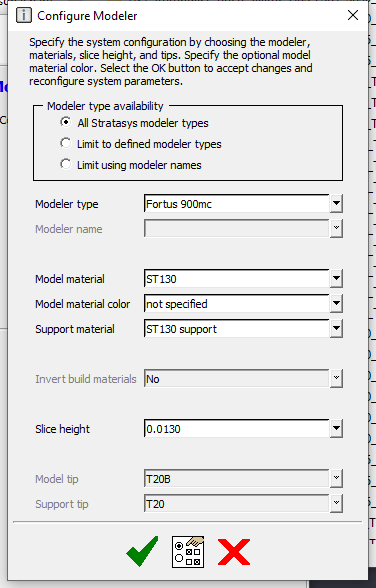 Configure Modeler
Specify the system configuration by choosing the modeler,
materials, slice height, and tips. Specify the optional model
material color. Select the OK button to accept changes and
reconfigure system parameters.
Modeler type availability
All Stratasys modeler types
Limit to defined modeler types
Limit using modeler names
Modeler type Fortus 900mc
Modeler name
Model material ST130
Model material color not specified
Support material ST130 support
Invert build materials No
Slice height 0.0130
Model tip T20B
Support tip T20